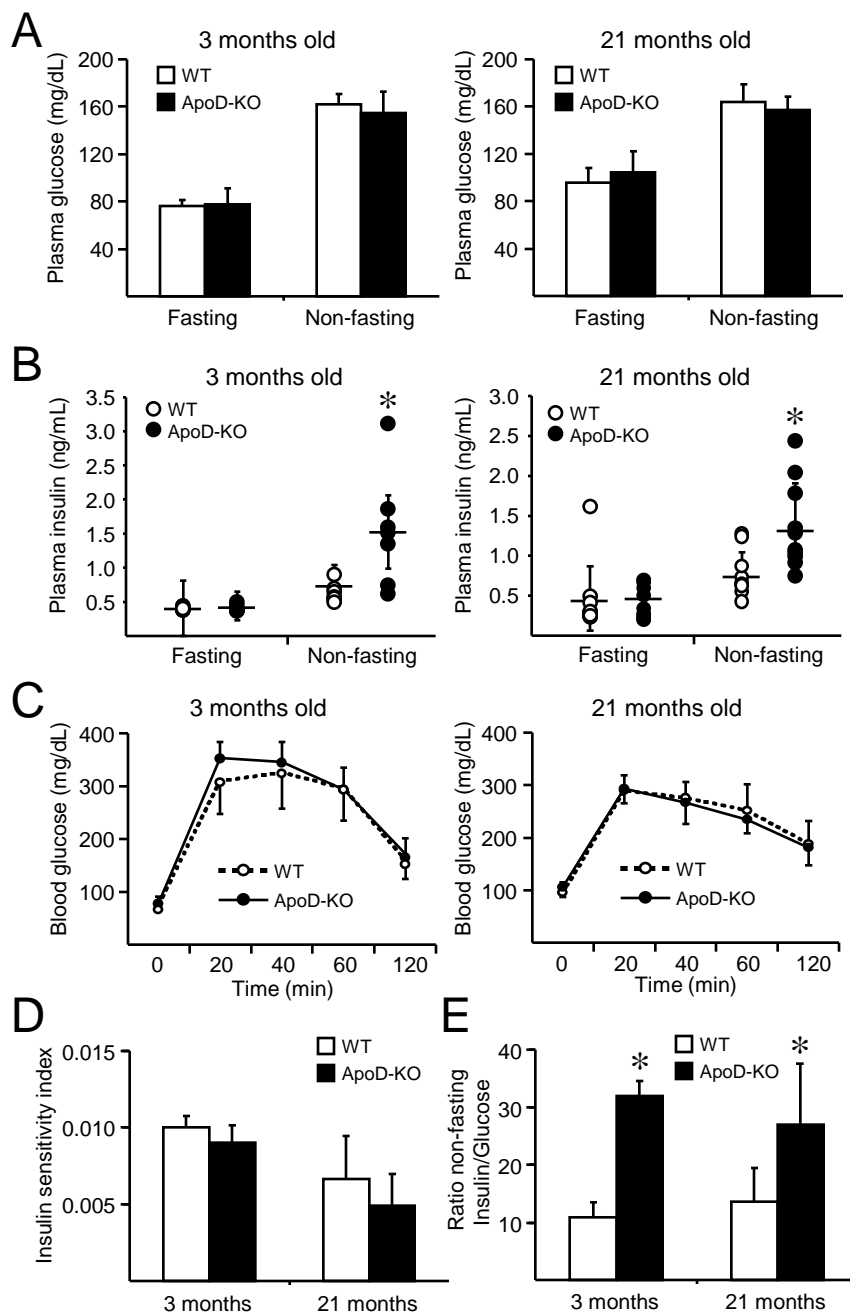 A
3 months old
Plasma glucose (mg/dL)
200
160
120
80
40
WT
ApoD-KO
Fasting
Non-fasting
21 months old
Plasma glucose (mg/dL)
200
160
120
80
40
WT
ApoD-KO
Fasting
Non-fasting
B
3 months old
Plasma insulin (ng/mL)
3.5
3.0
2.5
2.0
1.5
1.0
0.5
WT
ApoD-KO
*
Fasting
Non-fasting
21 months old
Plasma insulin (ng/mL)
3.0
2.5
2.0
1.5
1.0
0.5
WT
ApoD-KO
*
Fasting
Non-fasting
C
3 months old
Blood glucose (mg/dL)
400
300
200
100
WT
ApoD-KO
0 20 40 60 120
Time (min)
21 months old
Blood glucose (mg/dL)
400
300
200
100
WT
ApoD-KO
0 20 40 60 120
Time (min)
D
Insulin sensitivity index
0.015
0.010
0.005
WT
ApoD-KO
3 months
21 months
E
Ratio non-fasting
Insulin/Glucose
40
30
20
10
WT
ApoD-KO
*
*
3 months
21 months